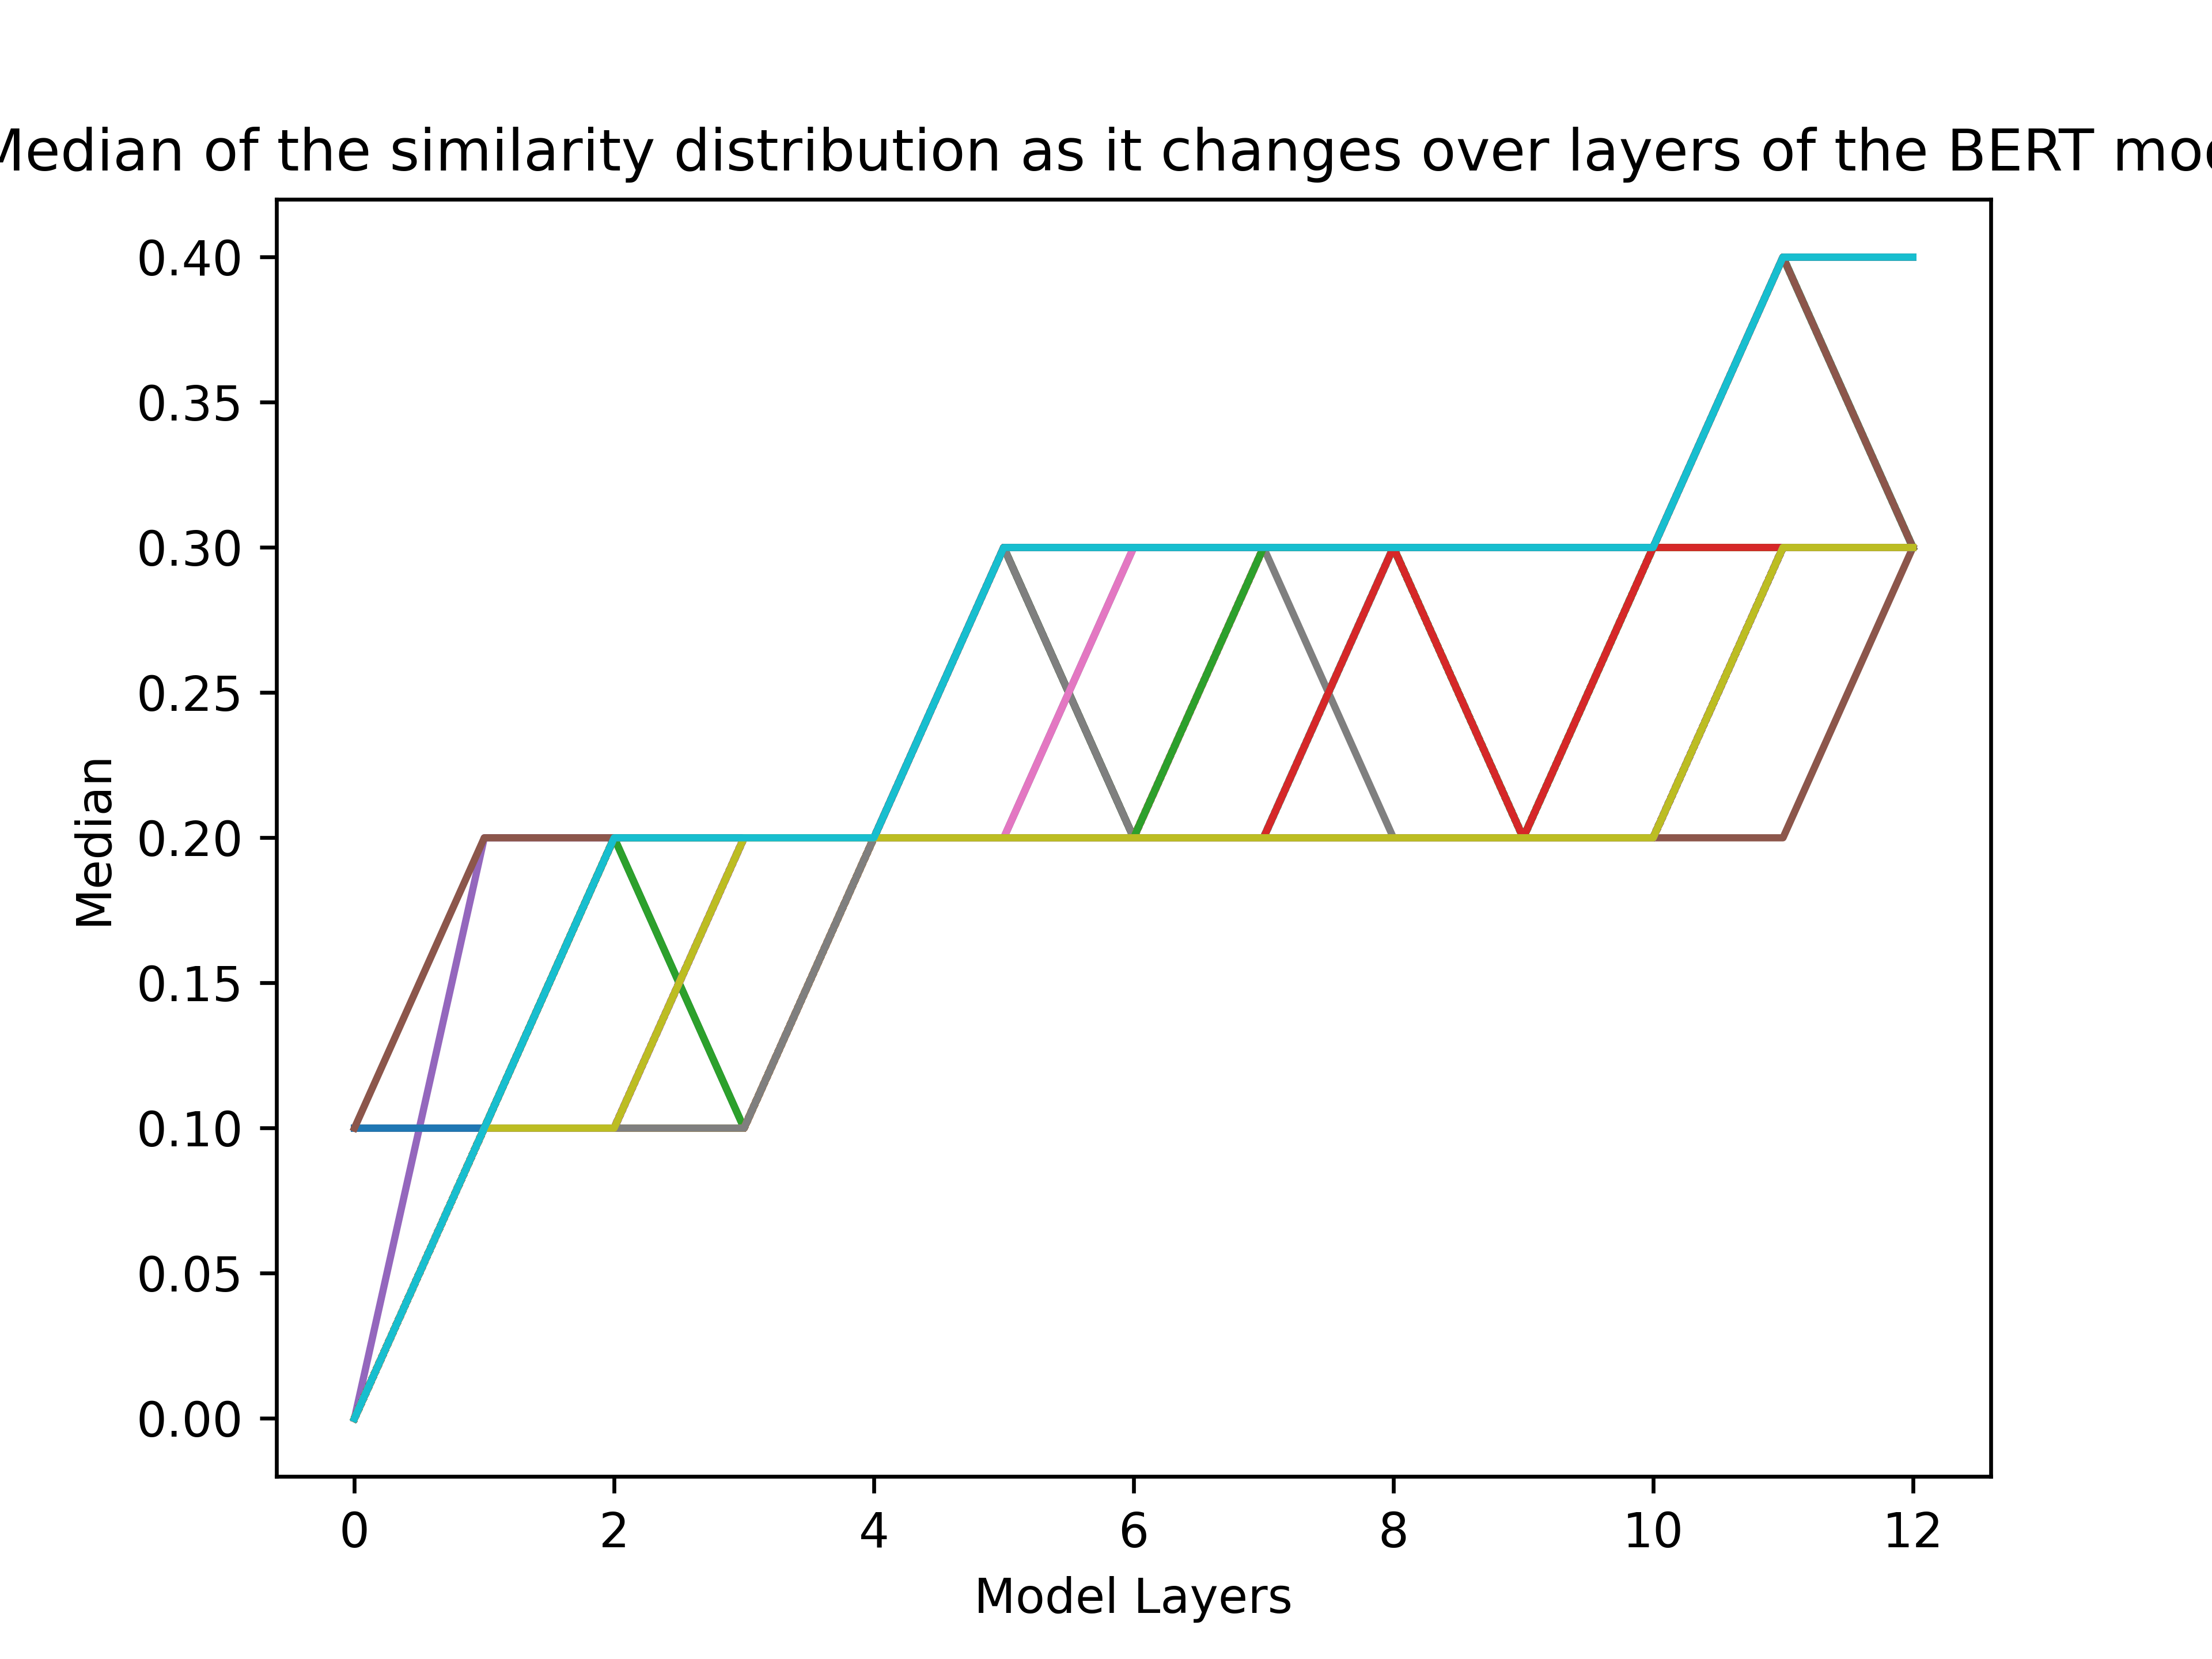 Median of the similarity distribution as it changes over layers of the BERT
0.40
0.35
0.30
0.25
0.20
0.15
0.10
0.05
0.00
Median
0 2 4 6 8 10 12
Model Layers